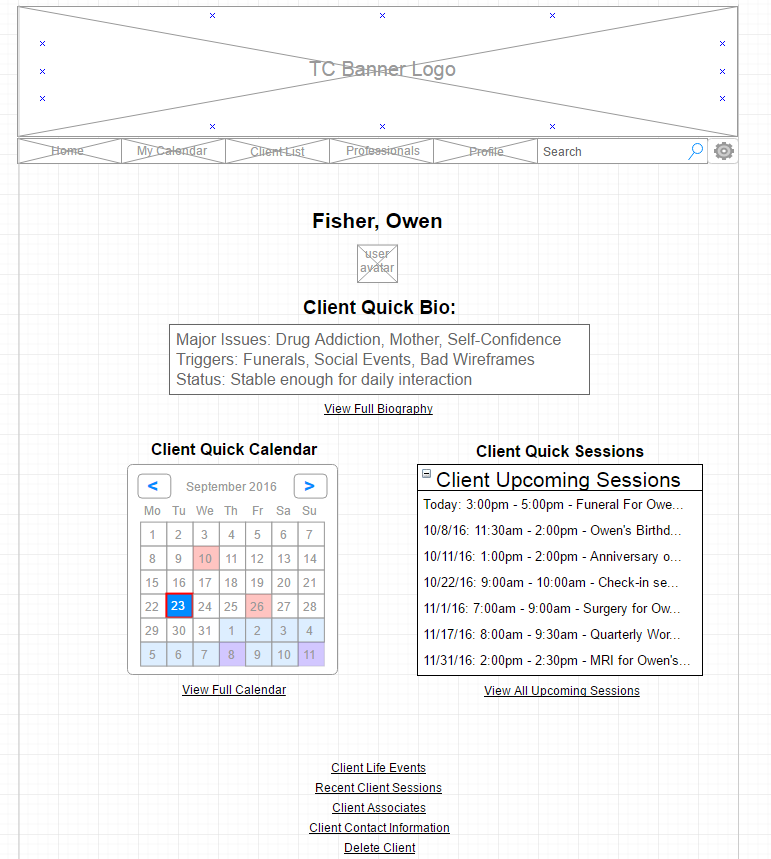 TC Banner Logo
Home My Calendar Client List Professionals Profile Search
Fisher, Owen
user
avatar
Client Quick Bio:
Major Issues: Drug Addiction, Mother, Self-Confidence
Triggers: Funerals, Social Events, Bad Wireframes
Status: Stable enough for daily interaction
View Full Biography
Client Quick Calendar
< September 2016 >
Mo Tu We Th Fr Sa Su
1 2 3 4 5 6 7
8 9 10 11 12 13 14
15 16 17 18 19 20 21
22 23 24 25 26 27 28
29 30 31 1 2 3 4
5 6 7 8 9 10 11
View Full Calendar
Client Quick Sessions
Client Upcoming Sessions
Today: 3:00pm - 5:00pm - Funeral For Owe...
10/8/16: 11:30am - 2:00pm - Owen's Birthd...
10/11/16: 1:00pm - 2:00pm - Anniversary o...
10/22/16: 9:00am - 10:00am - Check-in se...
11/1/16: 7:00am - 9:00am - Surgery for Ow...
11/17/16: 8:00am - 9:30am - Quarterly Wor...
11/31/16: 2:00pm - 2:30pm - MRI for Owen's...
View All Upcoming Sessions
Client Life Events
Recent Client Sessions
Client Associates
Client Contact Information
Delete Client